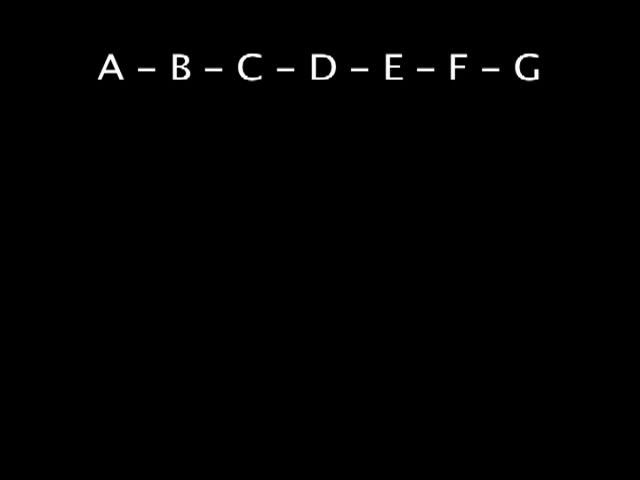 A – B – C – D – E – F – G